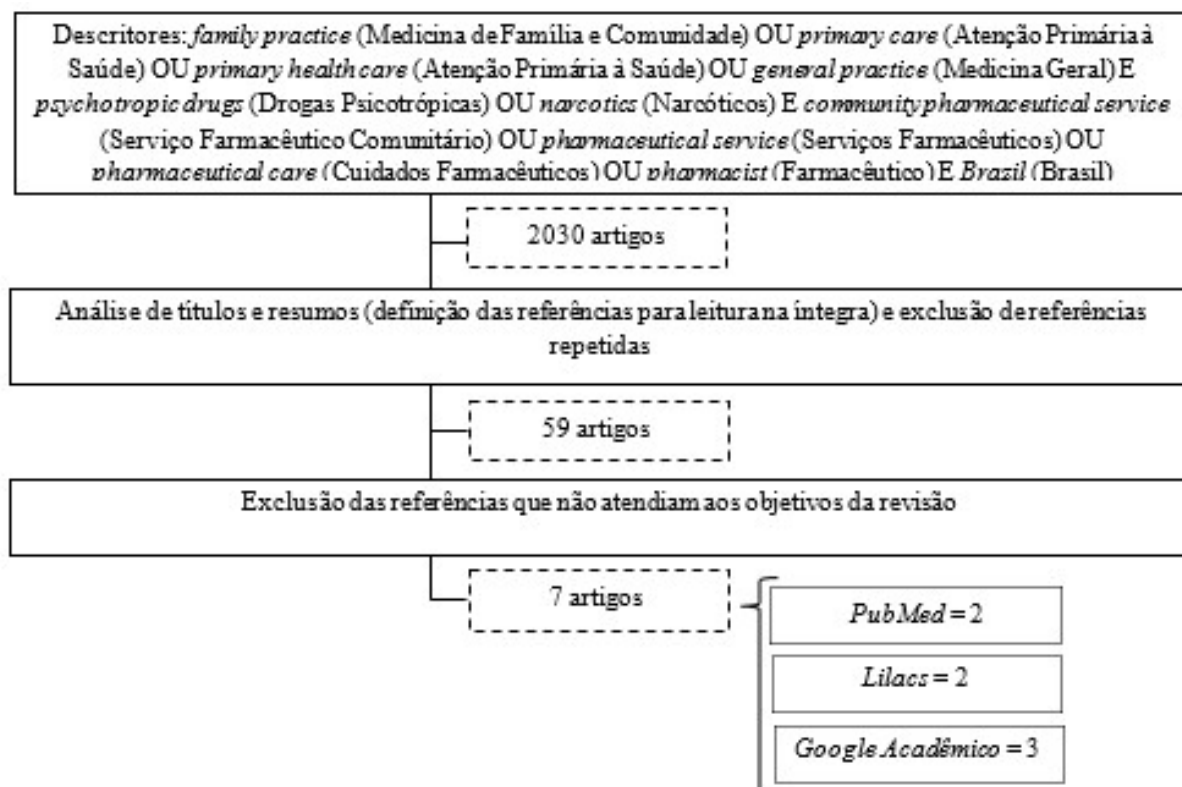 Descritores: family practice (Medicina de Família e Comunidade) OU primary care (Atenção Primária à
Saúde) OU primary health care (Atenção Primária à Saúde) OU general practice (Medicina Geral) E
psychotropic drugs (Drogas Psicotrópicas) OU narcotics (Narcóticos) E community pharmaceutical service
(Serviço Farmacêutico Comunitário) OU pharmaceutical service (Serviços Farmacêuticos) OU
pharmaceutical care (Cuidados Farmacêuticos) OU pharmacist (Farmacêutico) E Brazil (Brasil)
2030 artigos
Análise de títulos e resumos (definição das referências para leitura na íntegra) e exclusão de referências
repetidas
59 artigos
Exclusão das referências que não atendiam aos objetivos da revisão
7 artigos
PubMed = 2
Lilacs = 2
Google Acadêmico = 3